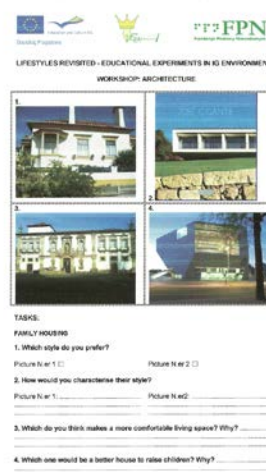 FPN
LIFESTYLES REVISITED - EDUCATIONAL EXPERIMENTS IN IG ENVIRONMEN
WORKSHOP: ARCHITECTURE
1.
2.
3.
4.
TASKS:
FAMILY HOUSING
1. Which style do you prefer?
Picture N er 1 □ Picture N er 2 □
2. How would you characterise their style?
Picture N er 1: Picture N er2:
3. Which do you think makes a more comfortable living space? Why?
4. Which one would be a better house to raise children? Why?